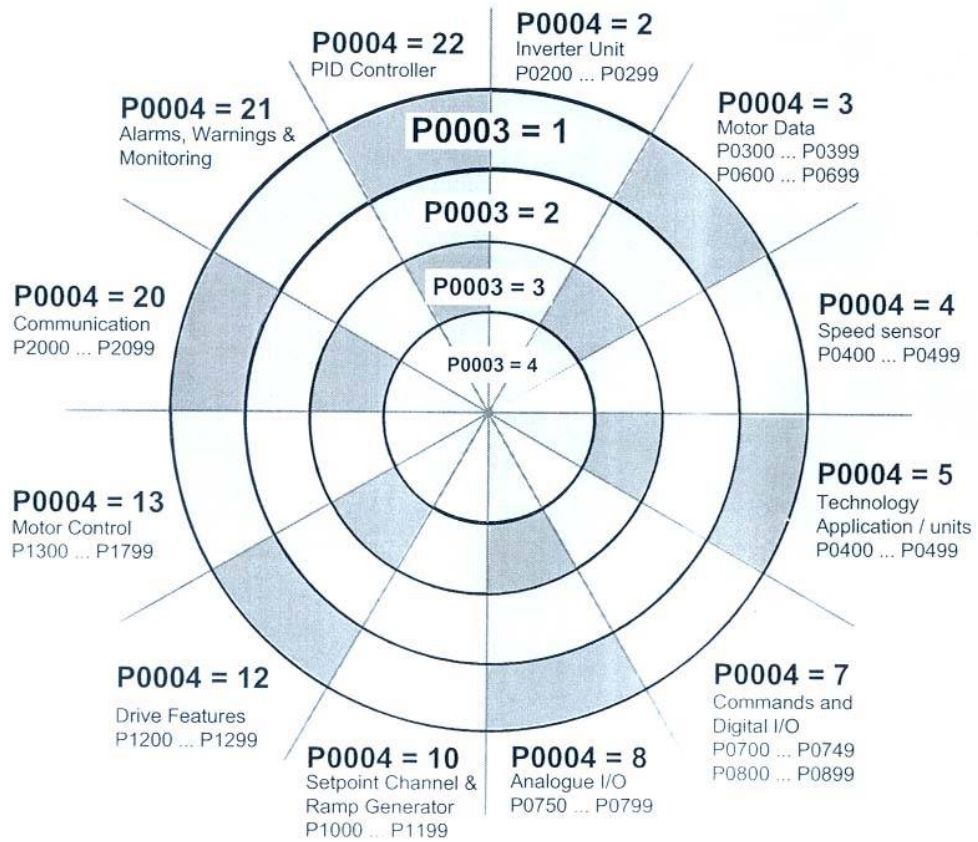 P0004 = 2
Inverter Unit
P0200 ... P0299
P0004 = 3
Motor Data
P0300 ... P0399
P0600 ... P0699
P0004 = 4
Speed sensor
P0400 ... P0499
P0004 = 5
Technology
Application / units
P0400 ... P0499
P0004 = 7
Commands and
Digital I/O
P0700 ... P0749
P0800 ... P0899
P0004 = 8
Analogue I/O
P0750 ... P0799
P0004 = 10
Setpoint Channel &
Ramp Generator
P1000 ... P1199
P0004 = 12
Drive Features
P1200 ... P1299
P0004 = 13
Motor Control
P1300 ... P1799
P0004 = 20
Communication
P2000 ... P2099
P0004 = 21
Alarms, Warnings &
Monitoring
P0004 = 22
PID Controller
P0003 = 1
P0003 = 2
P0003 = 3
P0003 = 4